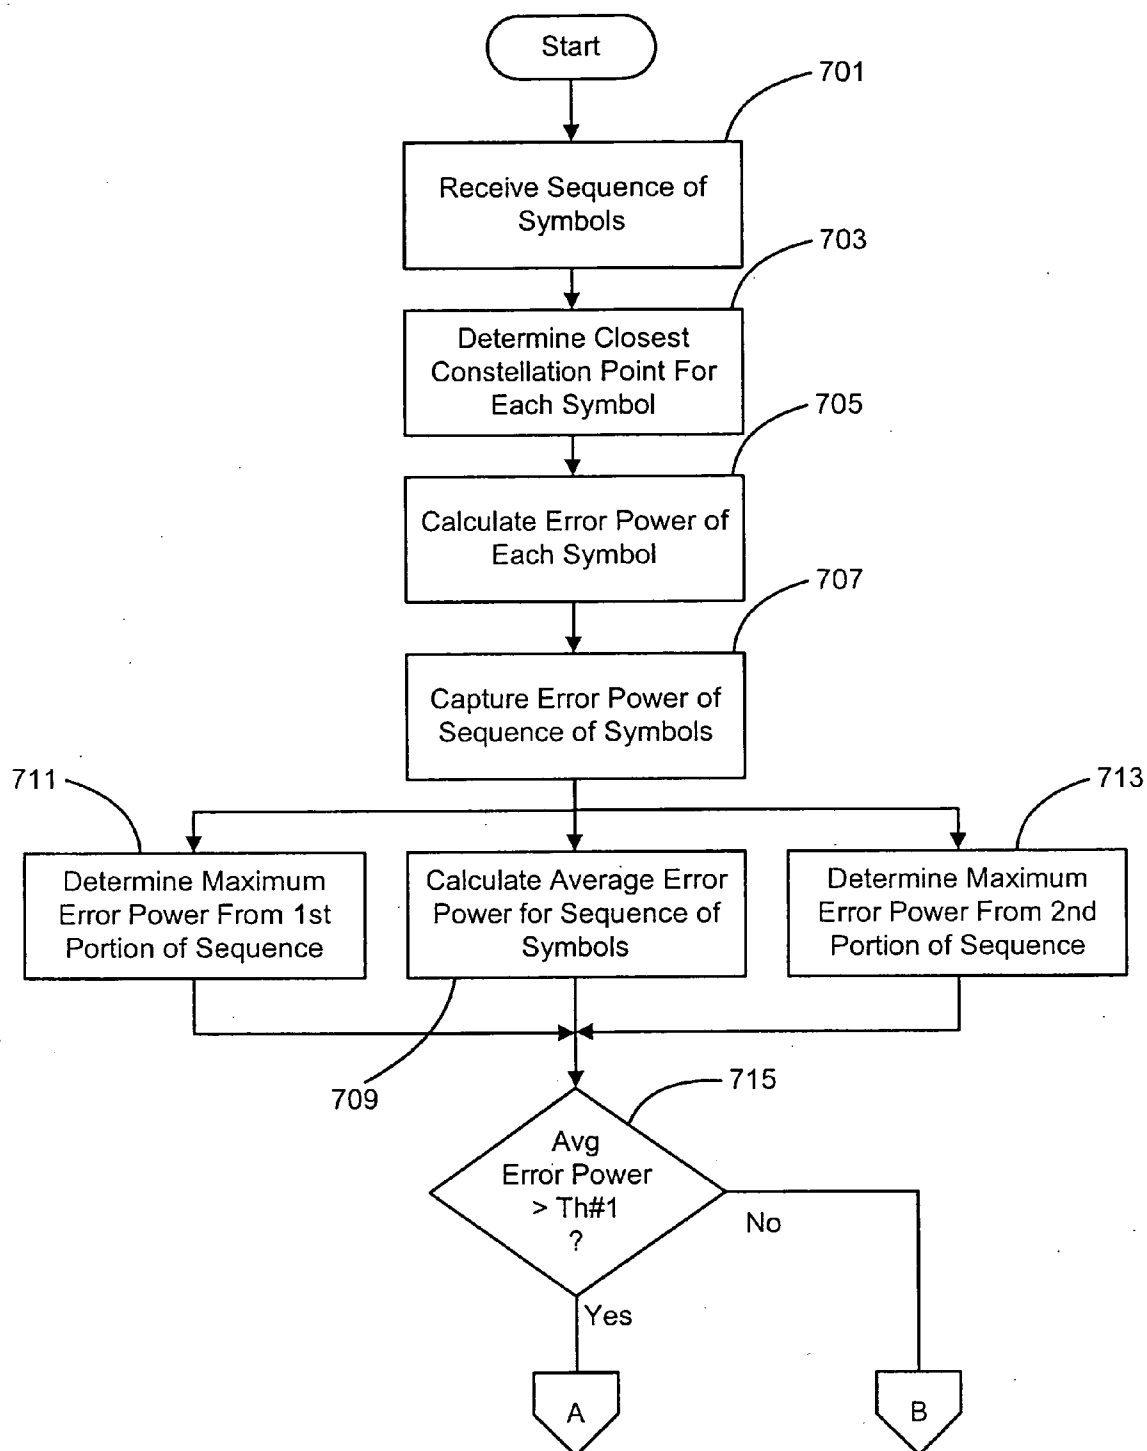 Start
701
Receive Sequence of
Symbols
703
Determine Closest
Constellation Point For
Each Symbol
705
Calculate Error Power of
Each Symbol
707
Capture Error Power of
Sequence of Symbols
711
713
Determine Maximum
Error Power From 1st
Portion of Sequence
Calculate Average Error
Power for Sequence of
Symbols
Determine Maximum
Error Power From 2nd
Portion of Sequence
709
715
Avg
Error Power
> Th#1
?
No
Yes
A
B